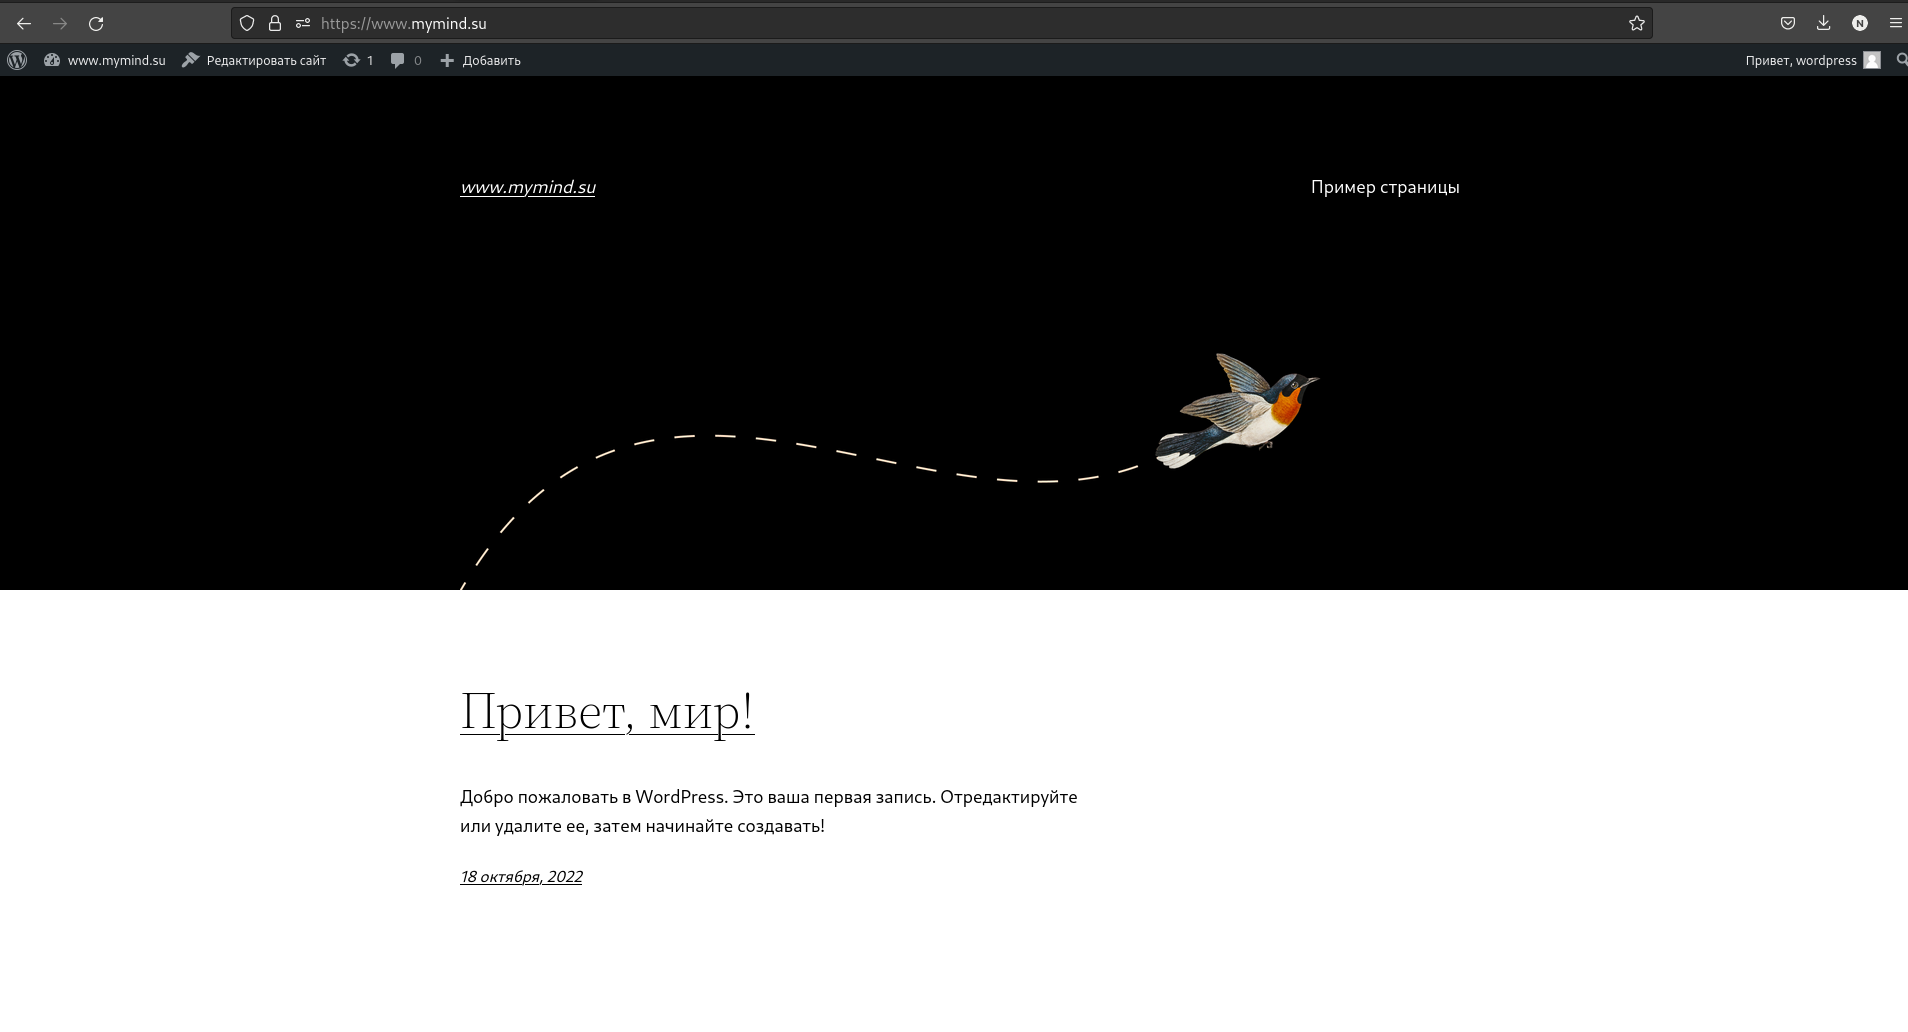 https://www.mymind.su
N
www.mymind.su Редактировать сайт 1 0 Добавить Привет, wordpress
www.mymind.su Пример страницы
Привет, мир!
Добро пожаловать в WordPress. Это ваша первая запись. Отредактируйте
или удалите ее, затем начинайте создавать!
18 октября, 2022